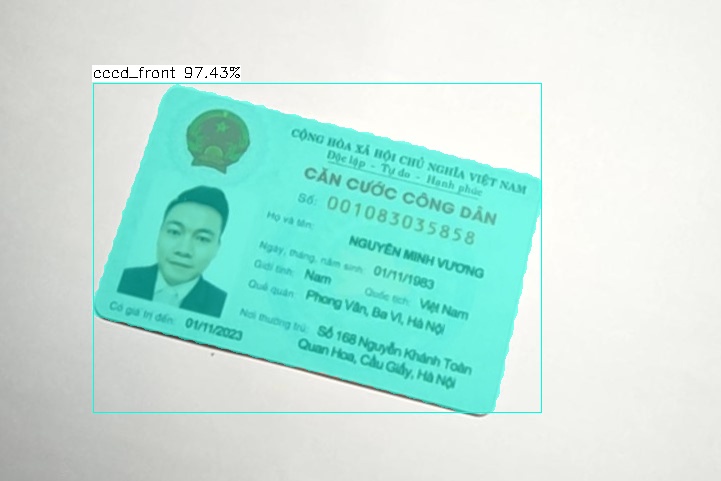 cccd_front 97.43%
CỘNG HÒA XÃ HỘI CHỦ NGHĨA VIỆT NAM
Độc lập - Tự do - Hạnh phúc
CĂN CƯỚC CÔNG DÂN
Số: 001083035858
Họ và tên:
NGUYỄN MINH VƯƠNG
Ngày, tháng, năm sinh: 01/11/1983
Giới tính: Nam Quốc tịch: Việt Nam
Quê quán: Phong Vân, Ba Vì, Hà Nội
Nơi thường trú: Số 168 Nguyễn Khánh Toàn
Quan Hoa, Cầu Giấy, Hà Nội
Có giá trị đến: 01/11/2023